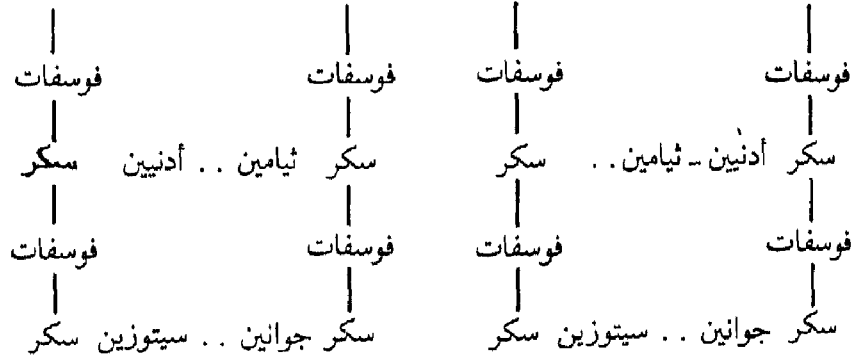 فوسفات فوسفات فوسفات فوسفات
سكر أدنيين - ثيامين . . سكر سكر ثيامين . . أدنيين سكر
فوسفات فوسفات فوسفات فوسفات
سكر جوانين . . سيتوزين سكر سكر جوانين . . سيتوزين سكر